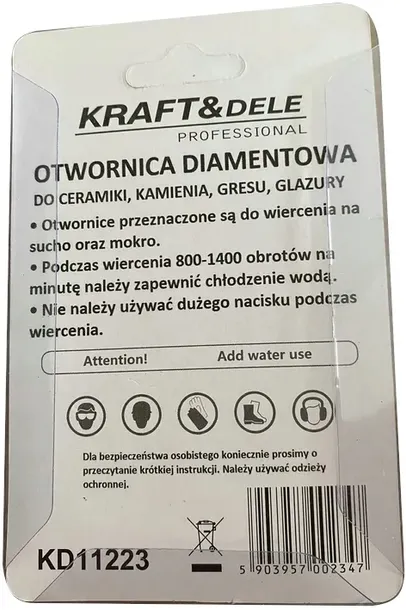 KRAFT&DELE
PROFESSIONAL
OTWORNICA DIAMENTOWA
DO CERAMIKI, KAMIENIA, GRESU, GLAZURY
• Otwornice przeznaczone są do wiercenia na
sucho oraz mokro.
• Podczas wiercenia 800-1400 obrotów na
minutę należy zapewnić chłodzenie wodą.
• Nie należy używać dużego nacisku podczas
wiercenia.
Attention! Add water use
Dla bezpieczeństwa osobistego koniecznie prosimy o
przeczytanie krótkiej instrukcji. Należy używać odzieży
ochronnej.
KD11223
5 903957 002347